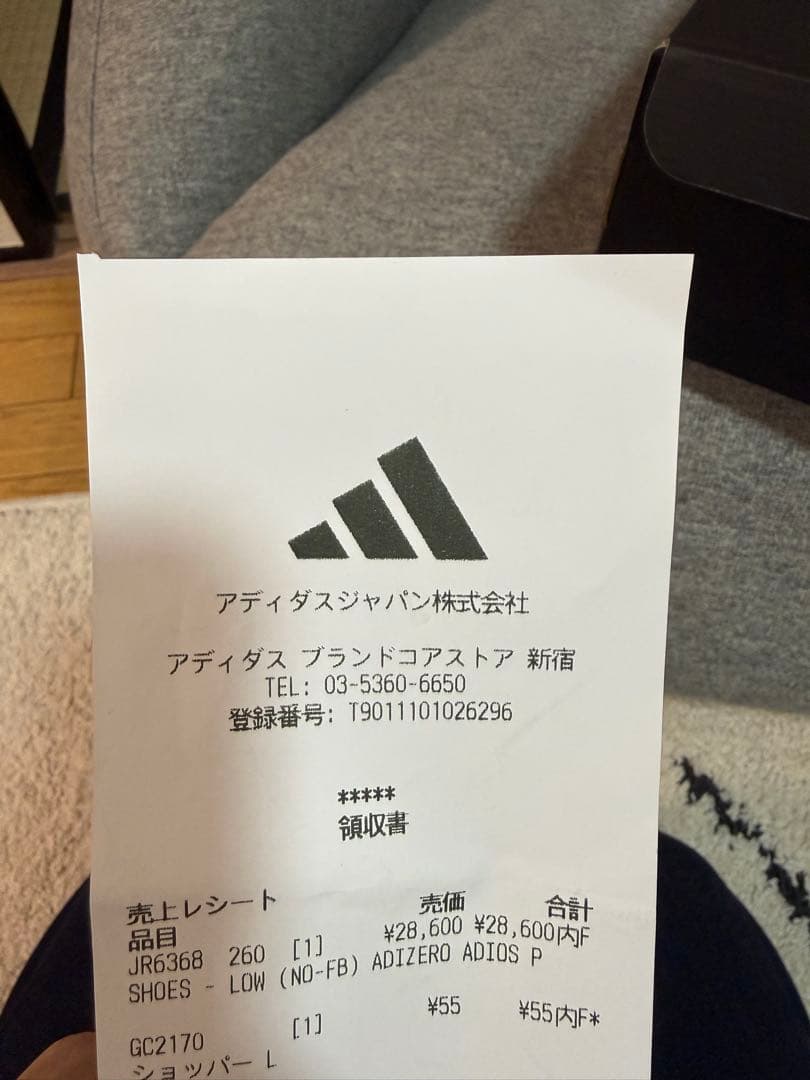 アディダスジャパン株式会社
アディダス ブランドコアストア 新宿
TEL: 03-5360-6650
登録番号: T9011101026296
*****
領収書
売上レシート
品目 売価 合計
JR6368 260 [1] ¥28,600 ¥28,600内F
SHOES - LOW (NO-FB) ADIZERO ADIOS P
GC2170 [1] ¥55 ¥55内F*
ショッパー L